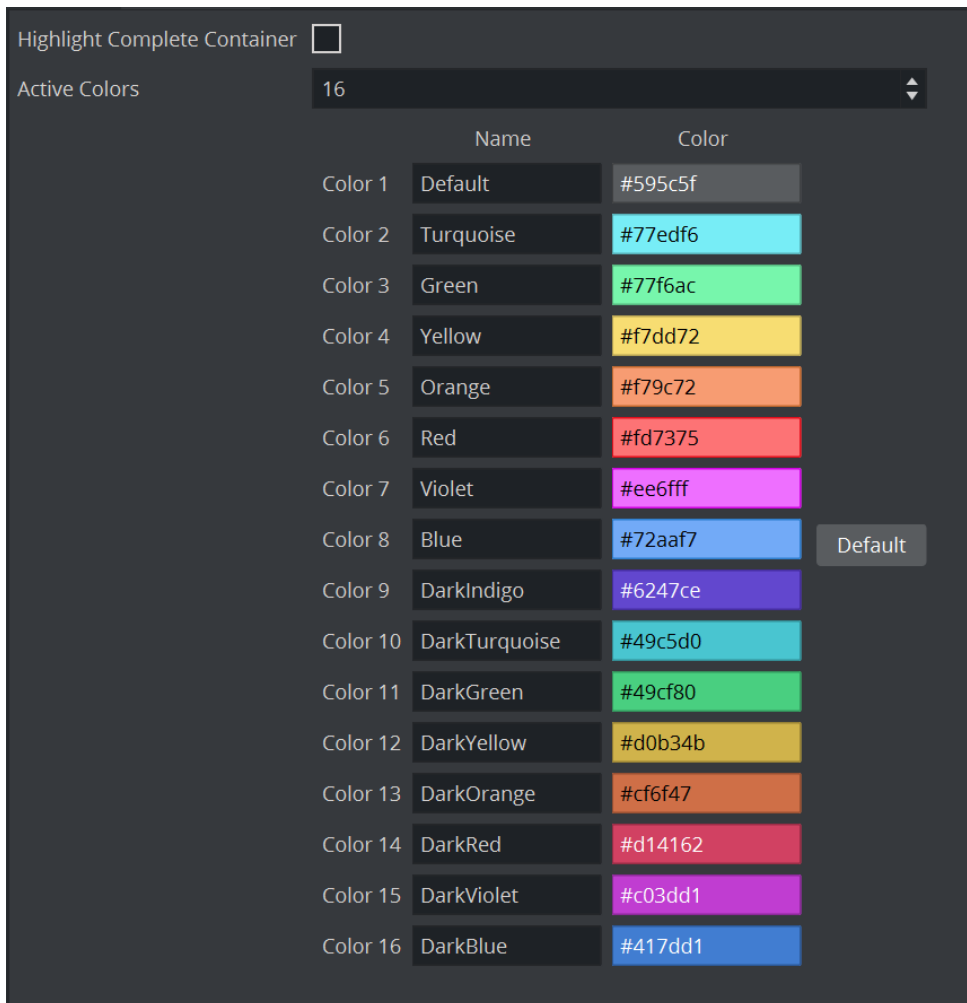 Highlight Complete Container
Active Colors 16
Name Color
Color 1 Default #595c5f
Color 2 Turquoise #77edf6
Color 3 Green #77f6ac
Color 4 Yellow #f7dd72
Color 5 Orange #f79c72
Color 6 Red #fd7375
Color 7 Violet #ee6fff
Color 8 Blue #72aaf7 Default
Color 9 DarkIndigo #6247ce
Color 10 DarkTurquoise #49c5d0
Color 11 DarkGreen #49cf80
Color 12 DarkYellow #d0b34b
Color 13 DarkOrange #cf6f47
Color 14 DarkRed #d14162
Color 15 DarkViolet #c03dd1
Color 16 DarkBlue #417dd1